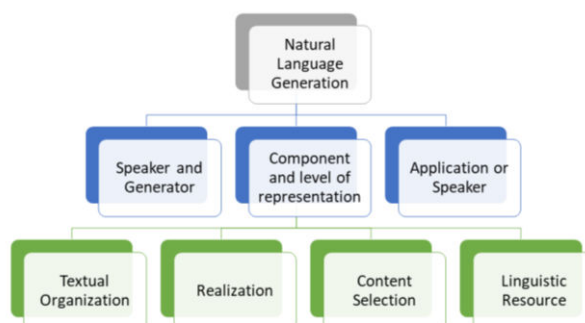 Natural
Language
Generation
Speaker and
Generator
Component
and level of
representation
Application or
Speaker
Textual
Organization
Realization
Content
Selection
Linguistic
Resource